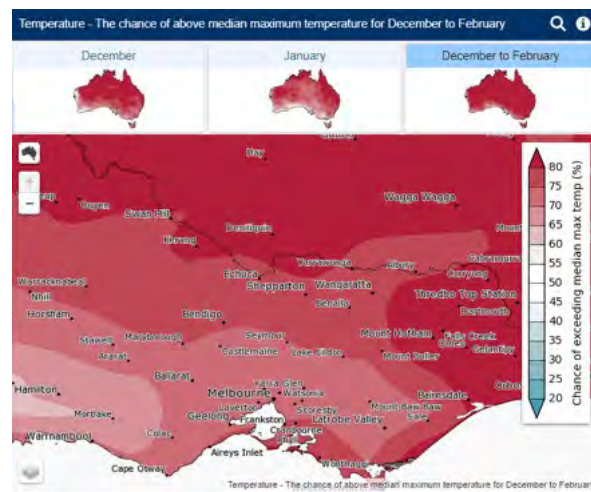 Temperature - The chance of above median maximum temperature for December to February
December
January
December to February
Hay
Wagga Wagga
Ouyen
Swan Hill
Deniliquin
Kerang
Echuca
Yarrawonga
Albury
Corryong
Shepparton
Wangaratta
Thredbo Top Station
Warracknabeal
Nhill
Benalla
Dartmouth
Horsham
Bendigo
Stawell
Maryborough
Seymour
Mount Hotham
Falls Creek
Omeo
Gelantipy
Ararat
Castlemaine
Lake Eildon
Mount Buller
Ballarat
Hamilton
Melbourne
Yarra Glen
Watsonia
Bairnsdale
Laverton
Scoresby
Mount Baw Baw
Mortlake
Geelong
Frankston
Latrobe Valley
Sale
Cranbourne
Warrnambool
Colac
Rhyll
Aireys Inlet
Wonthaggi
Cape Otway
80
75
70
65
60
55
50
45
40
35
30
25
20
Chance of exceeding median max temp (%)
Temperature - The chance of above median maximum temperature for December to Februar